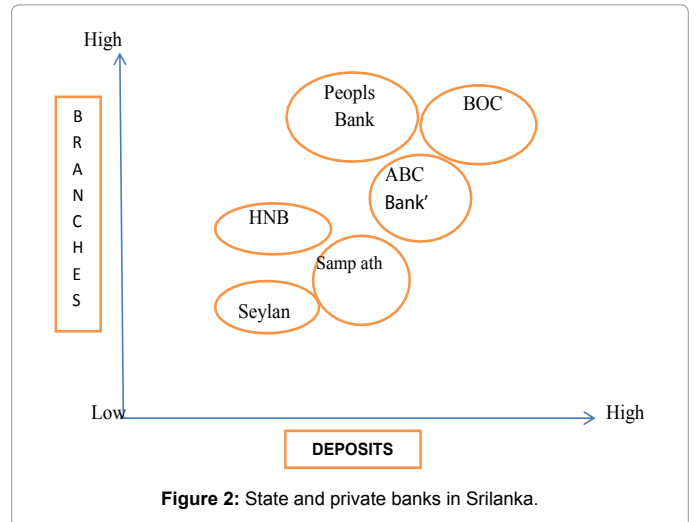 High
Peopls
Bank
BOC
B
R
A
N
C
H
E
S
ABC
Bank'
HNB
Samp ath
Seylan
Low
High
DEPOSITS
Figure 2: State and private banks in Srilanka.